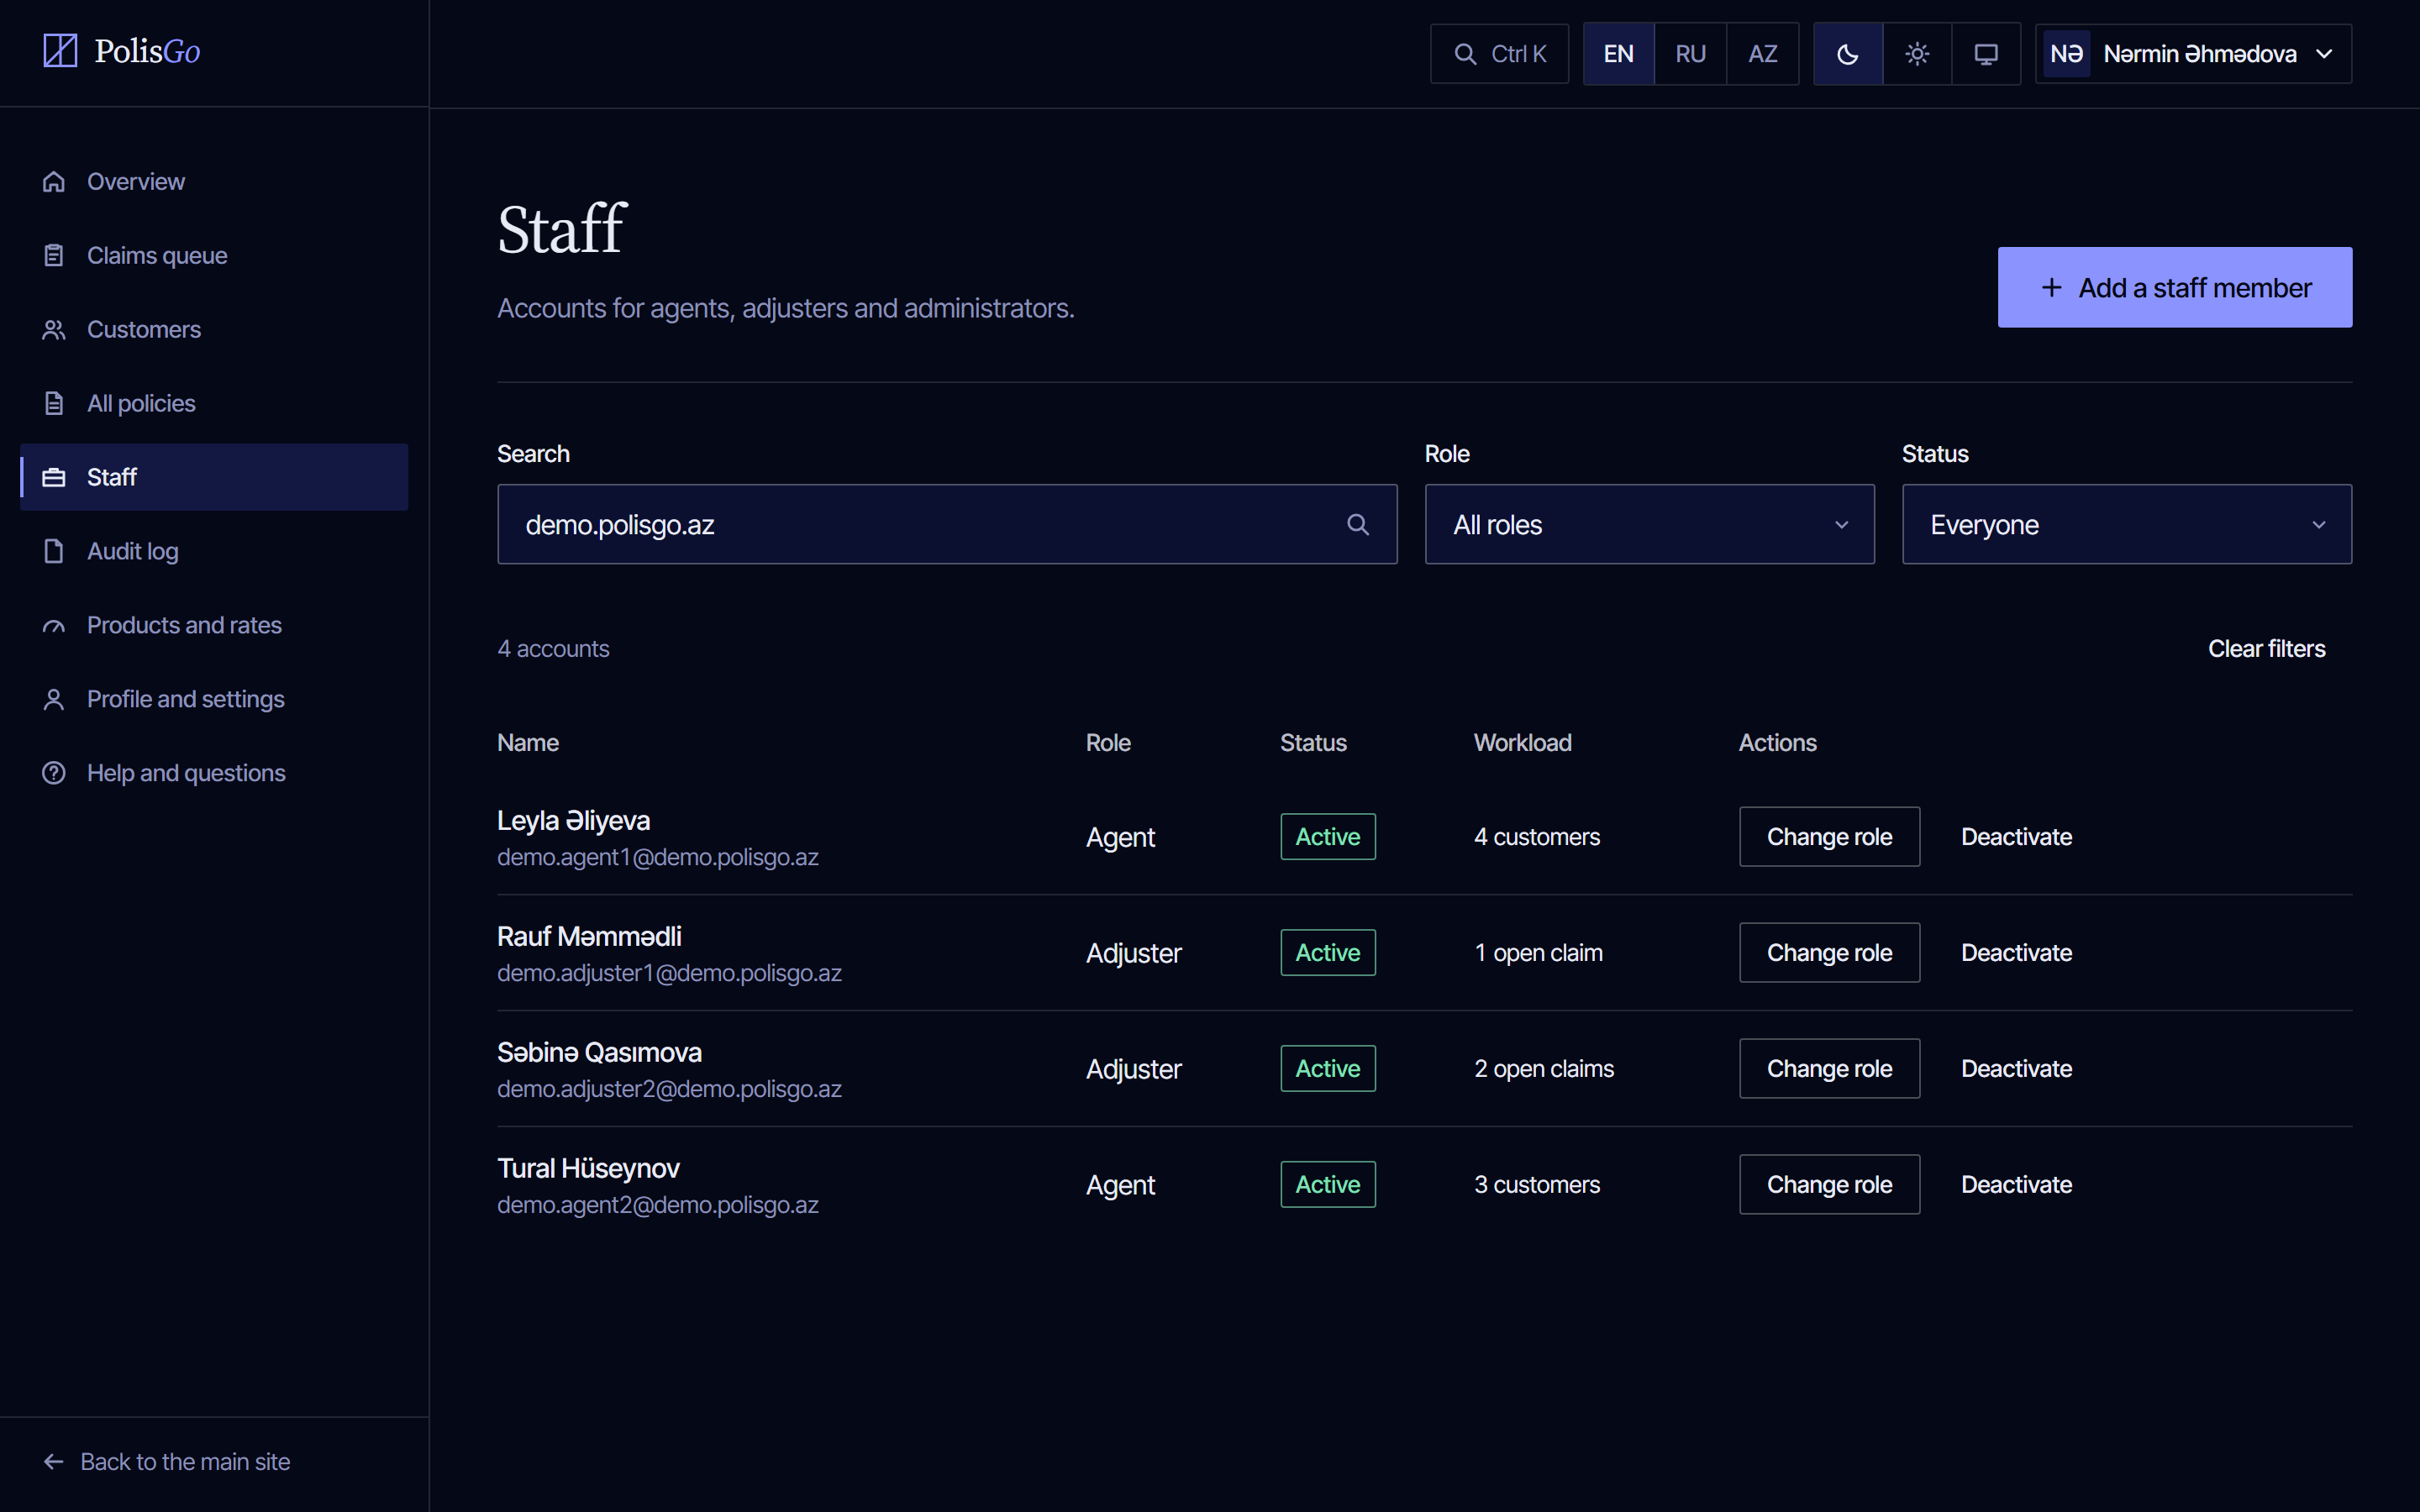 PolisGo
Ctrl K
EN
RU
AZ
NƏ
Nərmin Əhmədova
Overview
Claims queue
Customers
All policies
Staff
Audit log
Products and rates
Profile and settings
Help and questions
Back to the main site
Staff
Accounts for agents, adjusters and administrators.
+ Add a staff member
Search
Role
Status
demo.polisgo.az
All roles
Everyone
4 accounts
Clear filters
Name
Role
Status
Workload
Actions
Leyla Əliyeva
demo.agent1@demo.polisgo.az
Agent
Active
4 customers
Change role
Deactivate
Rauf Məmmədli
demo.adjuster1@demo.polisgo.az
Adjuster
Active
1 open claim
Change role
Deactivate
Səbinə Qasımova
demo.adjuster2@demo.polisgo.az
Adjuster
Active
2 open claims
Change role
Deactivate
Tural Hüseynov
demo.agent2@demo.polisgo.az
Agent
Active
3 customers
Change role
Deactivate